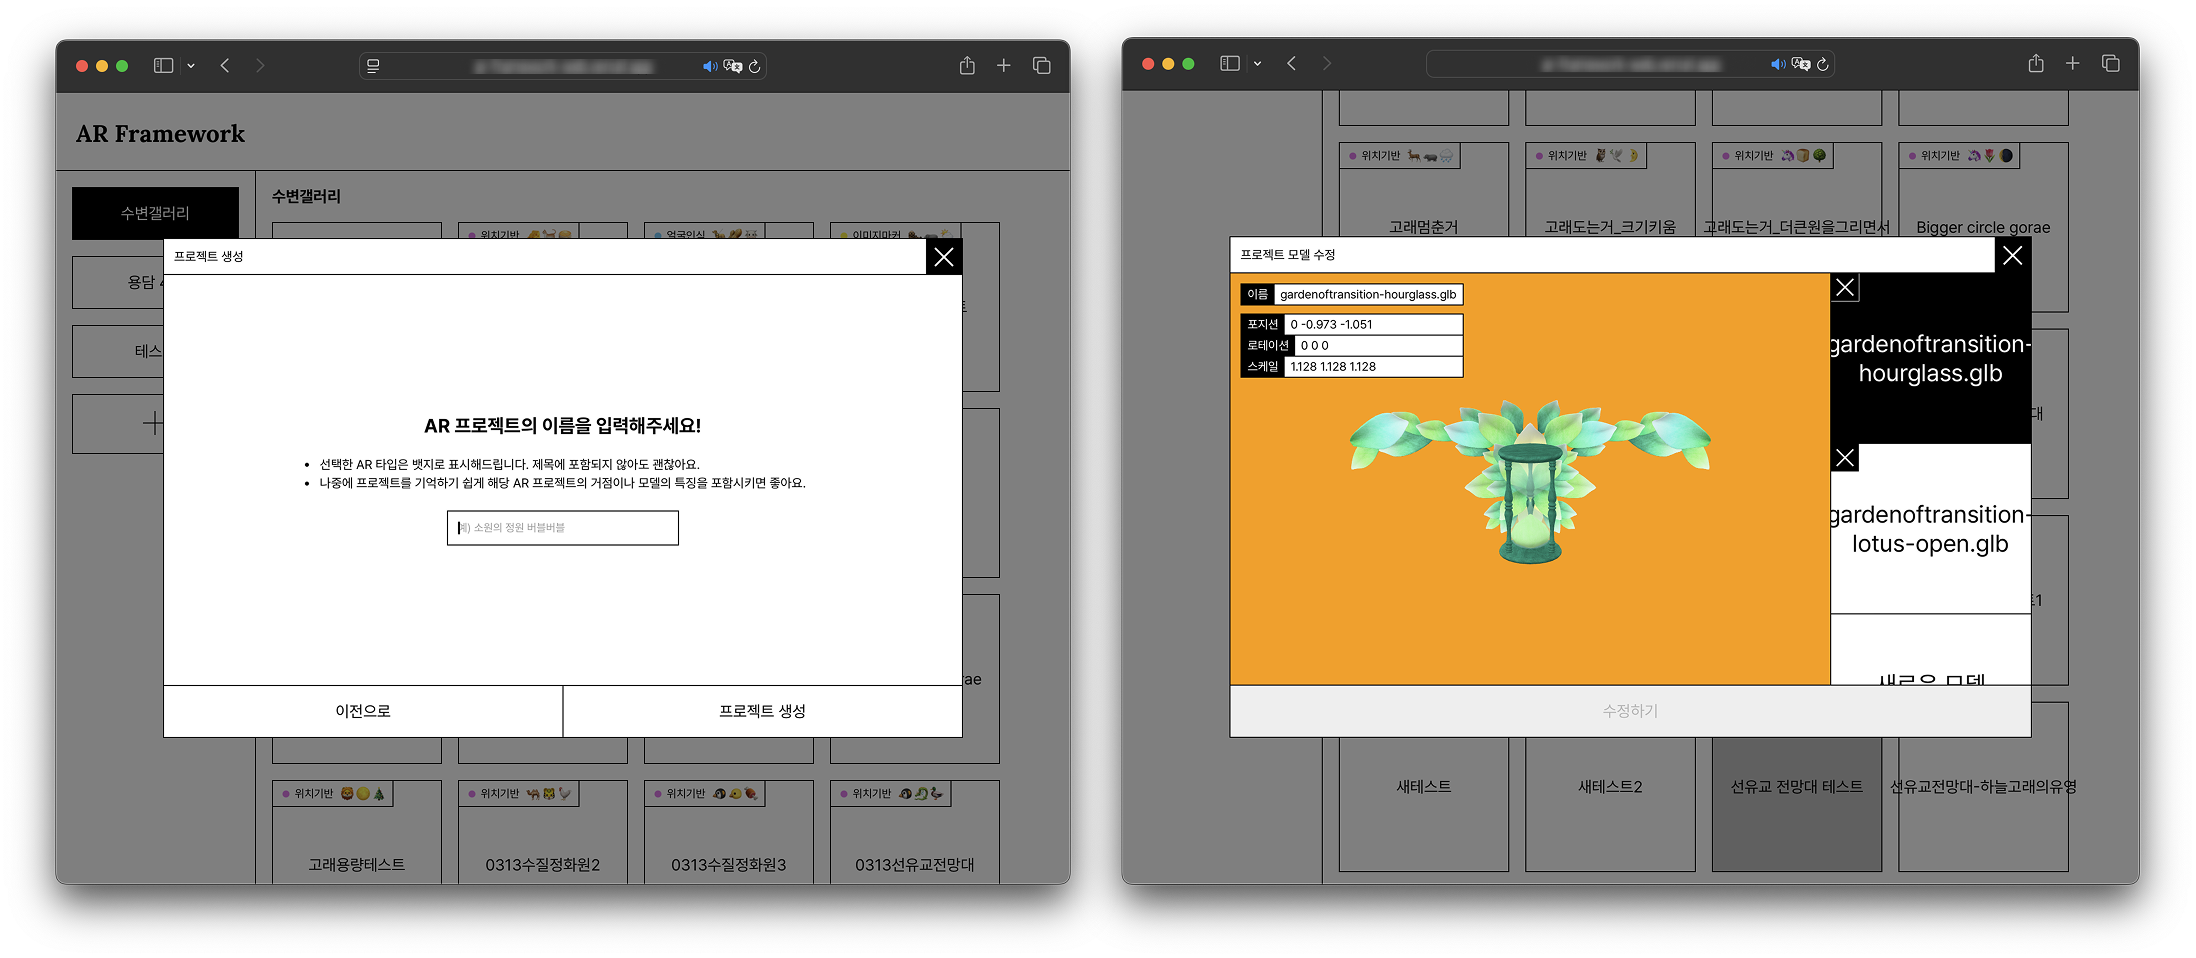 AR Framework
수변갤러리
용담
테스
수변갤러리
위치기반
얼굴인식
이미지마커
프로젝트 생성
AR 프로젝트의 이름을 입력해주세요!
선택한 AR 타입은 뱃지로 표시해드립니다. 제목에 포함되지 않아도 괜찮아요.
나중에 프로젝트를 기억하기 쉽게 해당 AR 프로젝트의 거점이나 모델의 특징을 포함시키면 좋아요.
예) 소원의 정원 버블버블
이전으로
프로젝트 생성
대
rae
위치기반
위치기반
위치기반
위치기반
고래용량테스트
0313수질정화원2
0313수질정화원3
0313선유교전망대
위치기반
위치기반
위치기반
위치기반
고래멈춘거
고래도는거_크기키움
고래도는거_더큰원을그리면서
Bigger circle gorae
프로젝트 모델 수정
이름 gardenoftransition-hourglass.glb
포지션 0 -0.973 -1.051
로테이션 0 0 0
스케일 1.128 1.128 1.128
gardenoftransition-
hourglass.glb
gardenoftransition-
lotus-open.glb
새로운 모델
대
트1
수정하기
새테스트
새테스트2
선유교 전망대 테스트
선유교전망대-하늘고래의유영